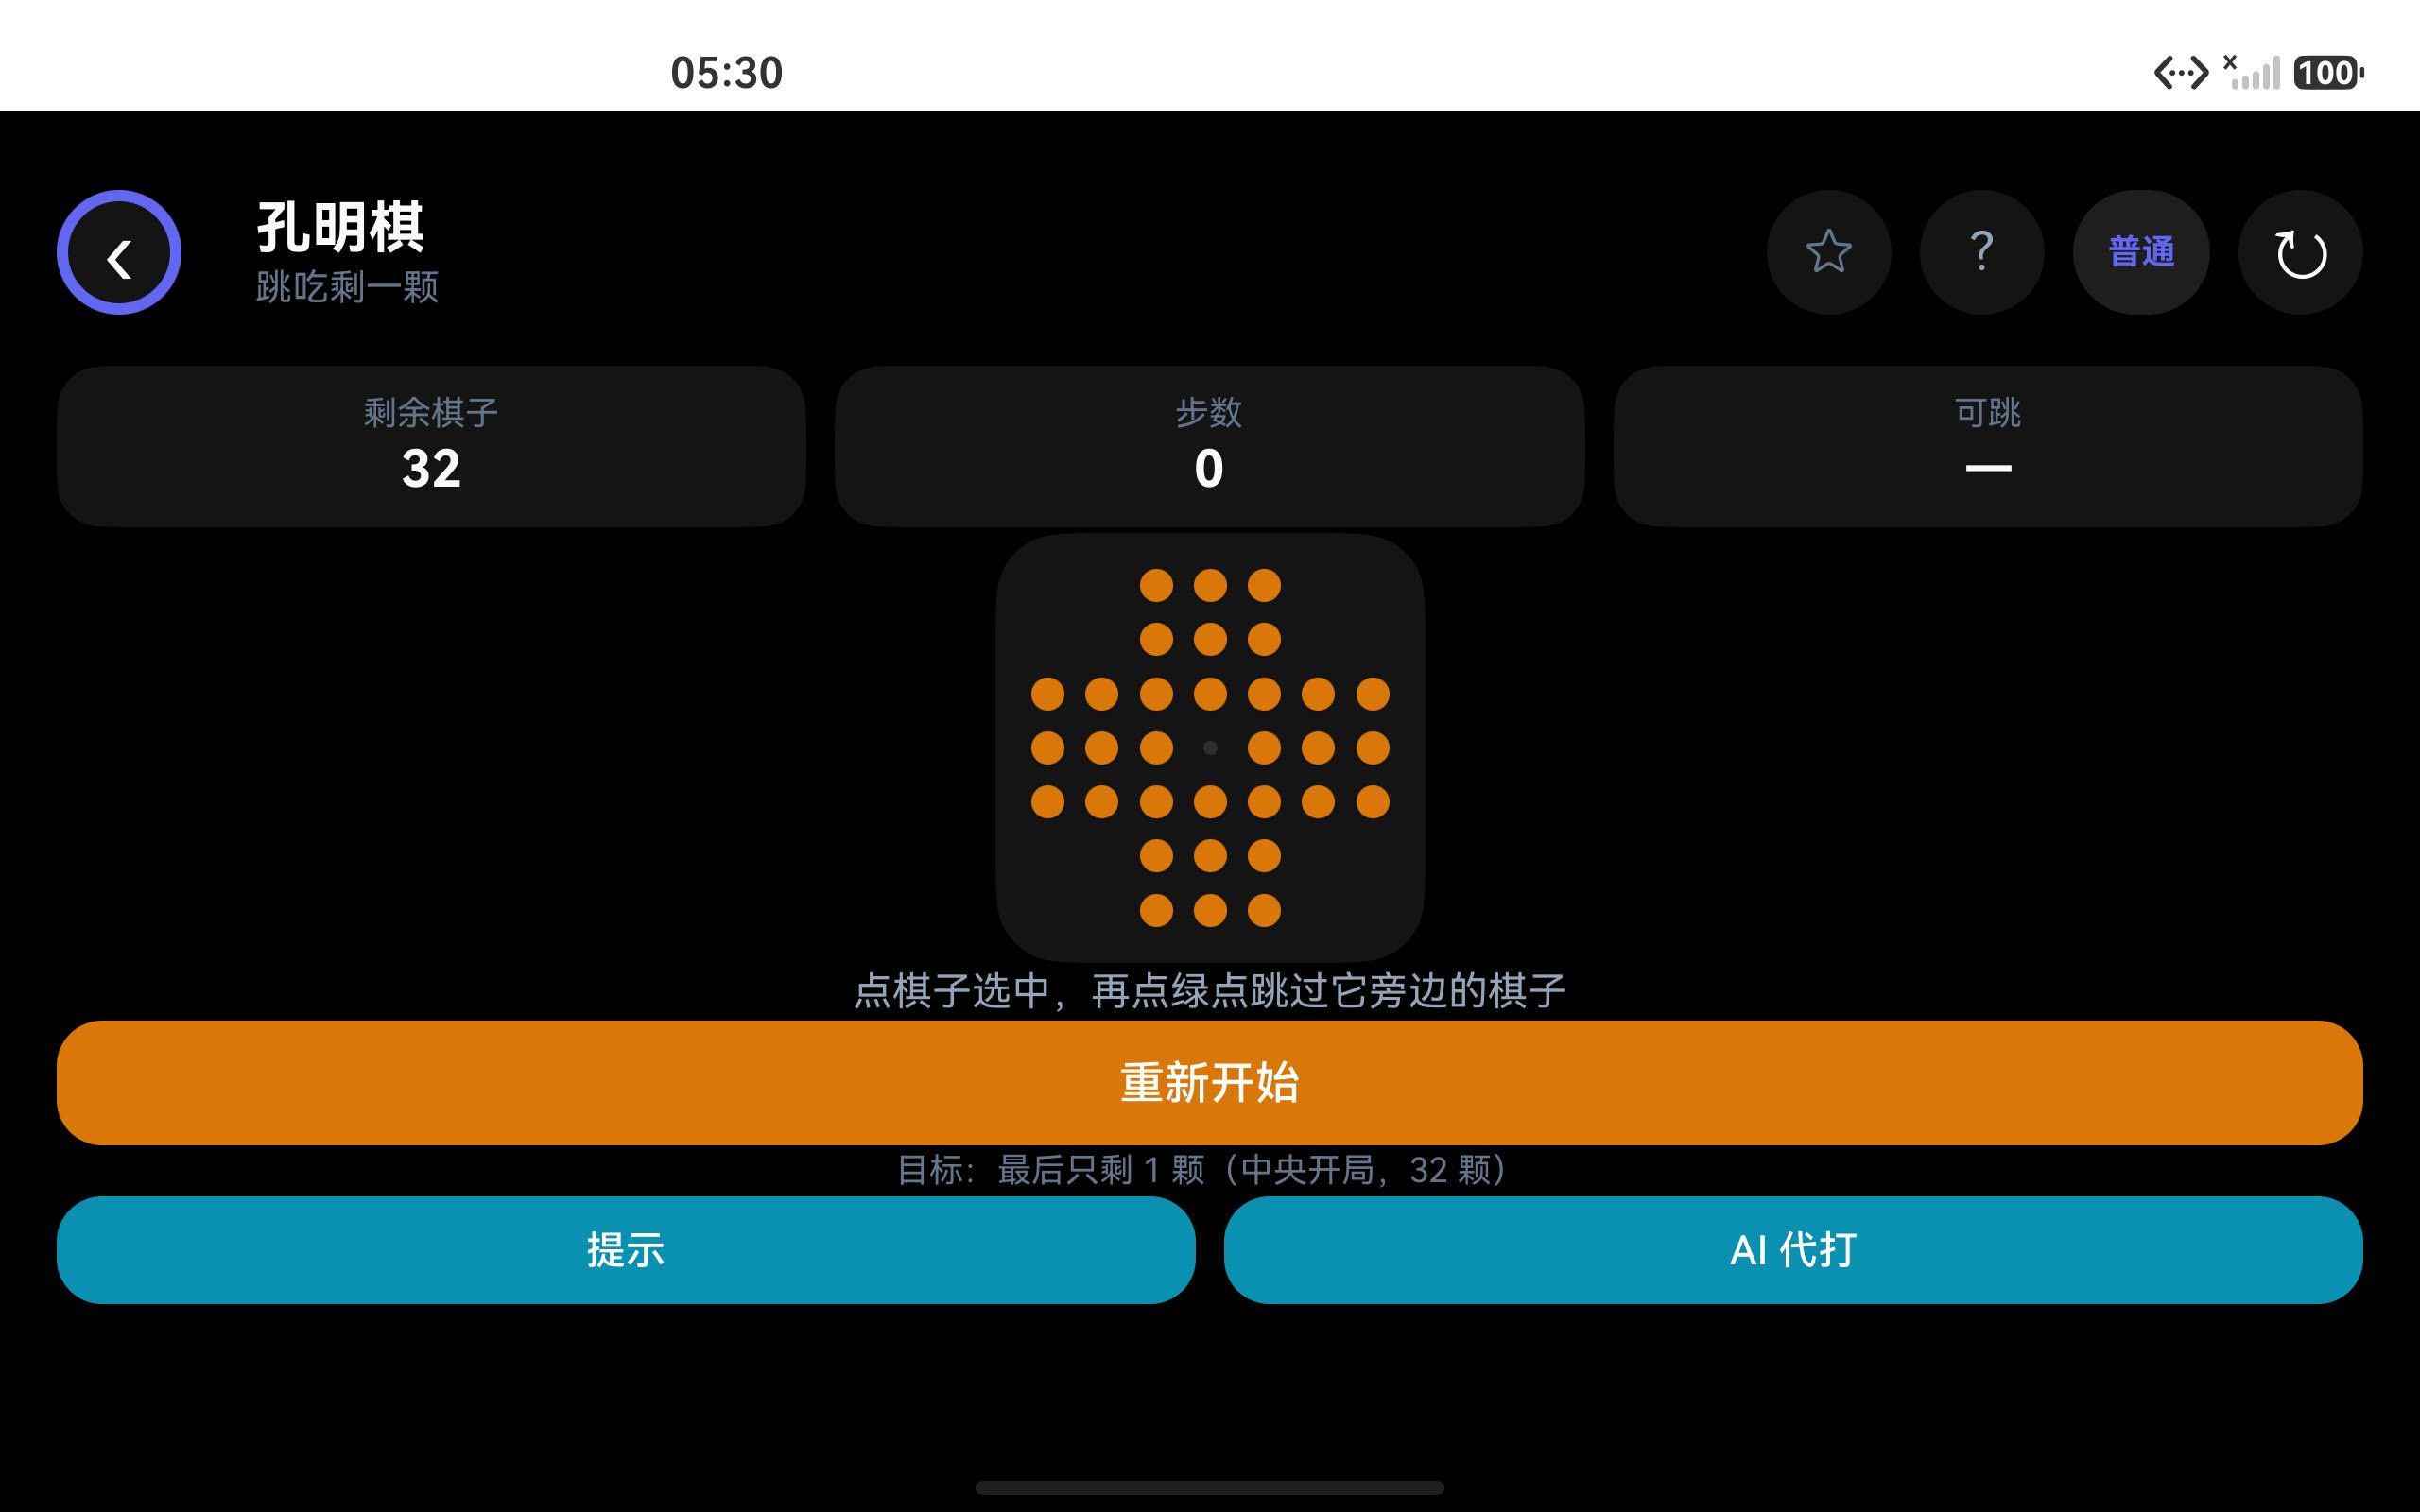 05:30
100
孔明棋
跳吃剩一颗
?
普通
剩余棋子
32
步数
0
可跳
—
点棋子选中，再点绿点跳过它旁边的棋子
重新开始
目标：最后只剩 1 颗（中央开局，32 颗）
提示
AI 代打